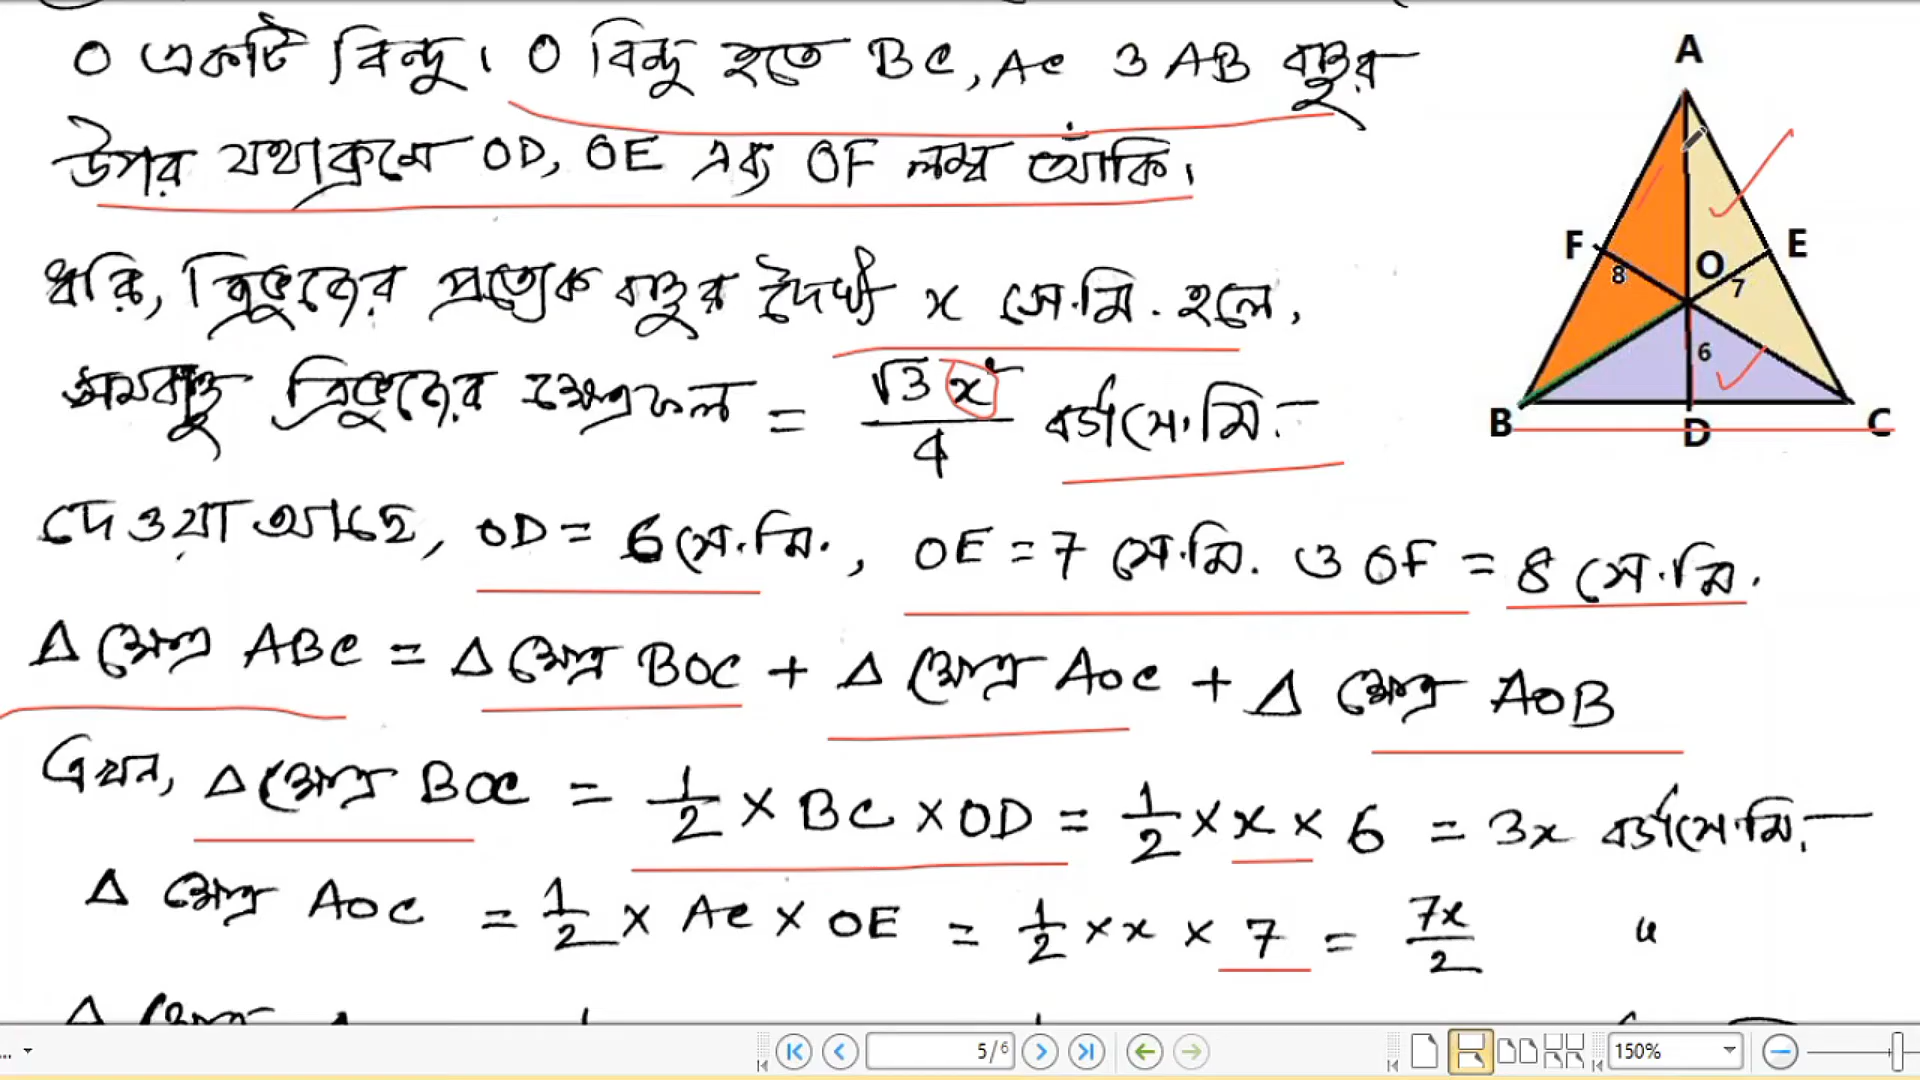 O একটি বিন্দু। O বিন্দু হতে BC, AC ও AB বাহুর
উপর যথাক্রমে OD, OE এবং OF লম্ব আঁকি।
ধরি, ত্রিভুজের প্রত্যেক বাহুর দৈর্ঘ্য x সে.মি. হলে,
সমবাহু ত্রিভুজের ক্ষেত্রফল = √3 x² / 4 বর্গ সে.মি.
দেওয়া আছে, OD = 6 সে.মি., OE = 7 সে.মি. ও OF = 8 সে.মি.
Δ ক্ষেত্র ABC = Δ ক্ষেত্র BOC + Δ ক্ষেত্র AOC + Δ ক্ষেত্র AOB
এখন, Δ ক্ষেত্র BOC = 1/2 × BC × OD = 1/2 × x × 6 = 3x বর্গ সে.মি.
Δ ক্ষেত্র AOC = 1/2 × AC × OE = 1/2 × x × 7 = 7x/2 "
A
F
E
O
8
7
6
B
D
C
5/6
150%